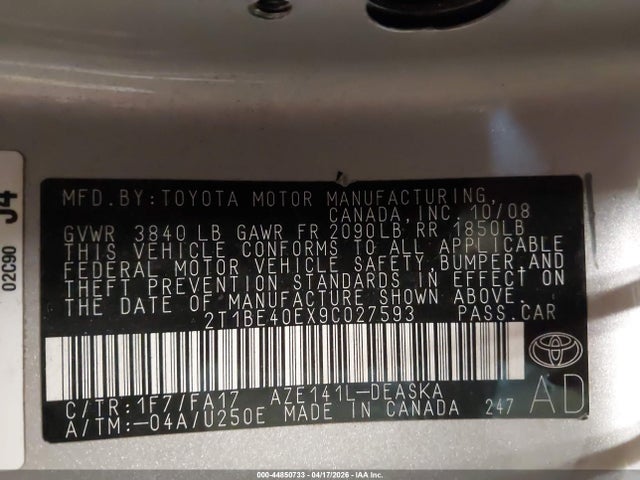 J4
02C90
MFD.BY:TOYOTA MOTOR MANUFACTURING,
CANADA, INC. 10/08
GVWR 3840 LB GAWR FR 2090LB RR 1850LB
THIS VEHICLE CONFORMS TO ALL APPLICABLE
FEDERAL MOTOR VEHICLE SAFETY, BUMPER, AND
THEFT PREVENTION STANDARDS IN EFFECT ON
THE DATE OF MANUFACTURE SHOWN ABOVE.
2T1BE40EX9C027593 PASS.CAR
C/TR:1F7/FA17 AZE141L-DEASKA
A/TM:-04A/U250E MADE IN CANADA 247
AD
000-44850733 - 04/17/2026 - IAA Inc.